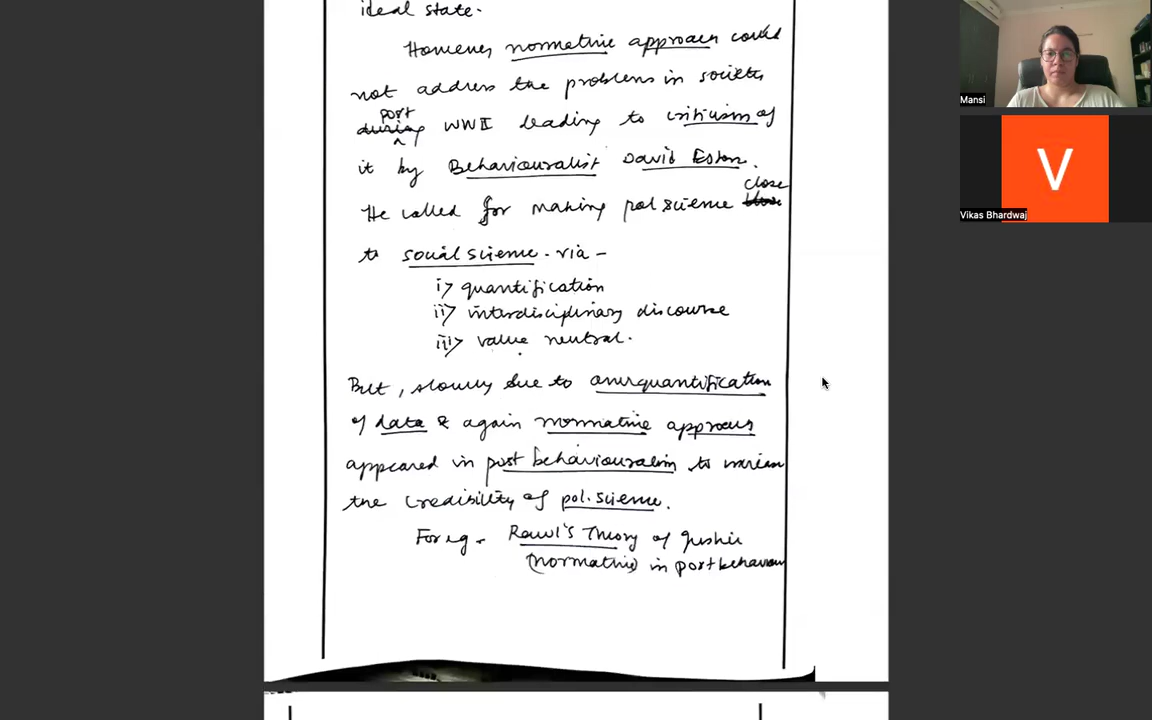 ideal state.
However normative approach could
not address the problems in society
post
during WWII leading to criticism of
it by Behaviouralist David Eston.
He called for making pol science close
to social science. via -
i) quantification
ii) interdisciplinary discourse
iii) value neutral.
But, slowly due to overquantification
of data & again normative approach
appeared in post behaviouralism to increase
the credibility of pol. science.
For eg. Rawl's Theory of Justice
(normative) in post behaviour
Mansi
V
Vikas Bhardwaj